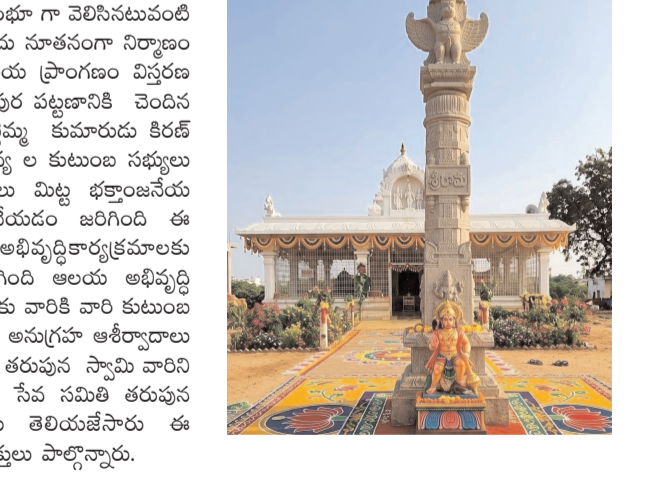 గా వెలిసినటువంటి
నూతనంగా నిర్మాణం
ప్రాంగణం విస్తరణ
పట్టణానికి చెందిన
కుమారుడు కిరణ్
ల కుటుంబ సభ్యులు
మిట్ట భక్తాంజనేయ
జరిగింది ఈ
అభివృద్ధికార్యక్రమాలకు
ఆలయ అభివృద్ధి
వారికి వారి కుటుంబ
అనుగ్రహ ఆశీర్వాదాలు
తరుపున స్వామి వారిని
సేవ సమితి తరుపున
తెలియజేసారు ఈ
పాల్గొన్నారు.
శ్రీరామ